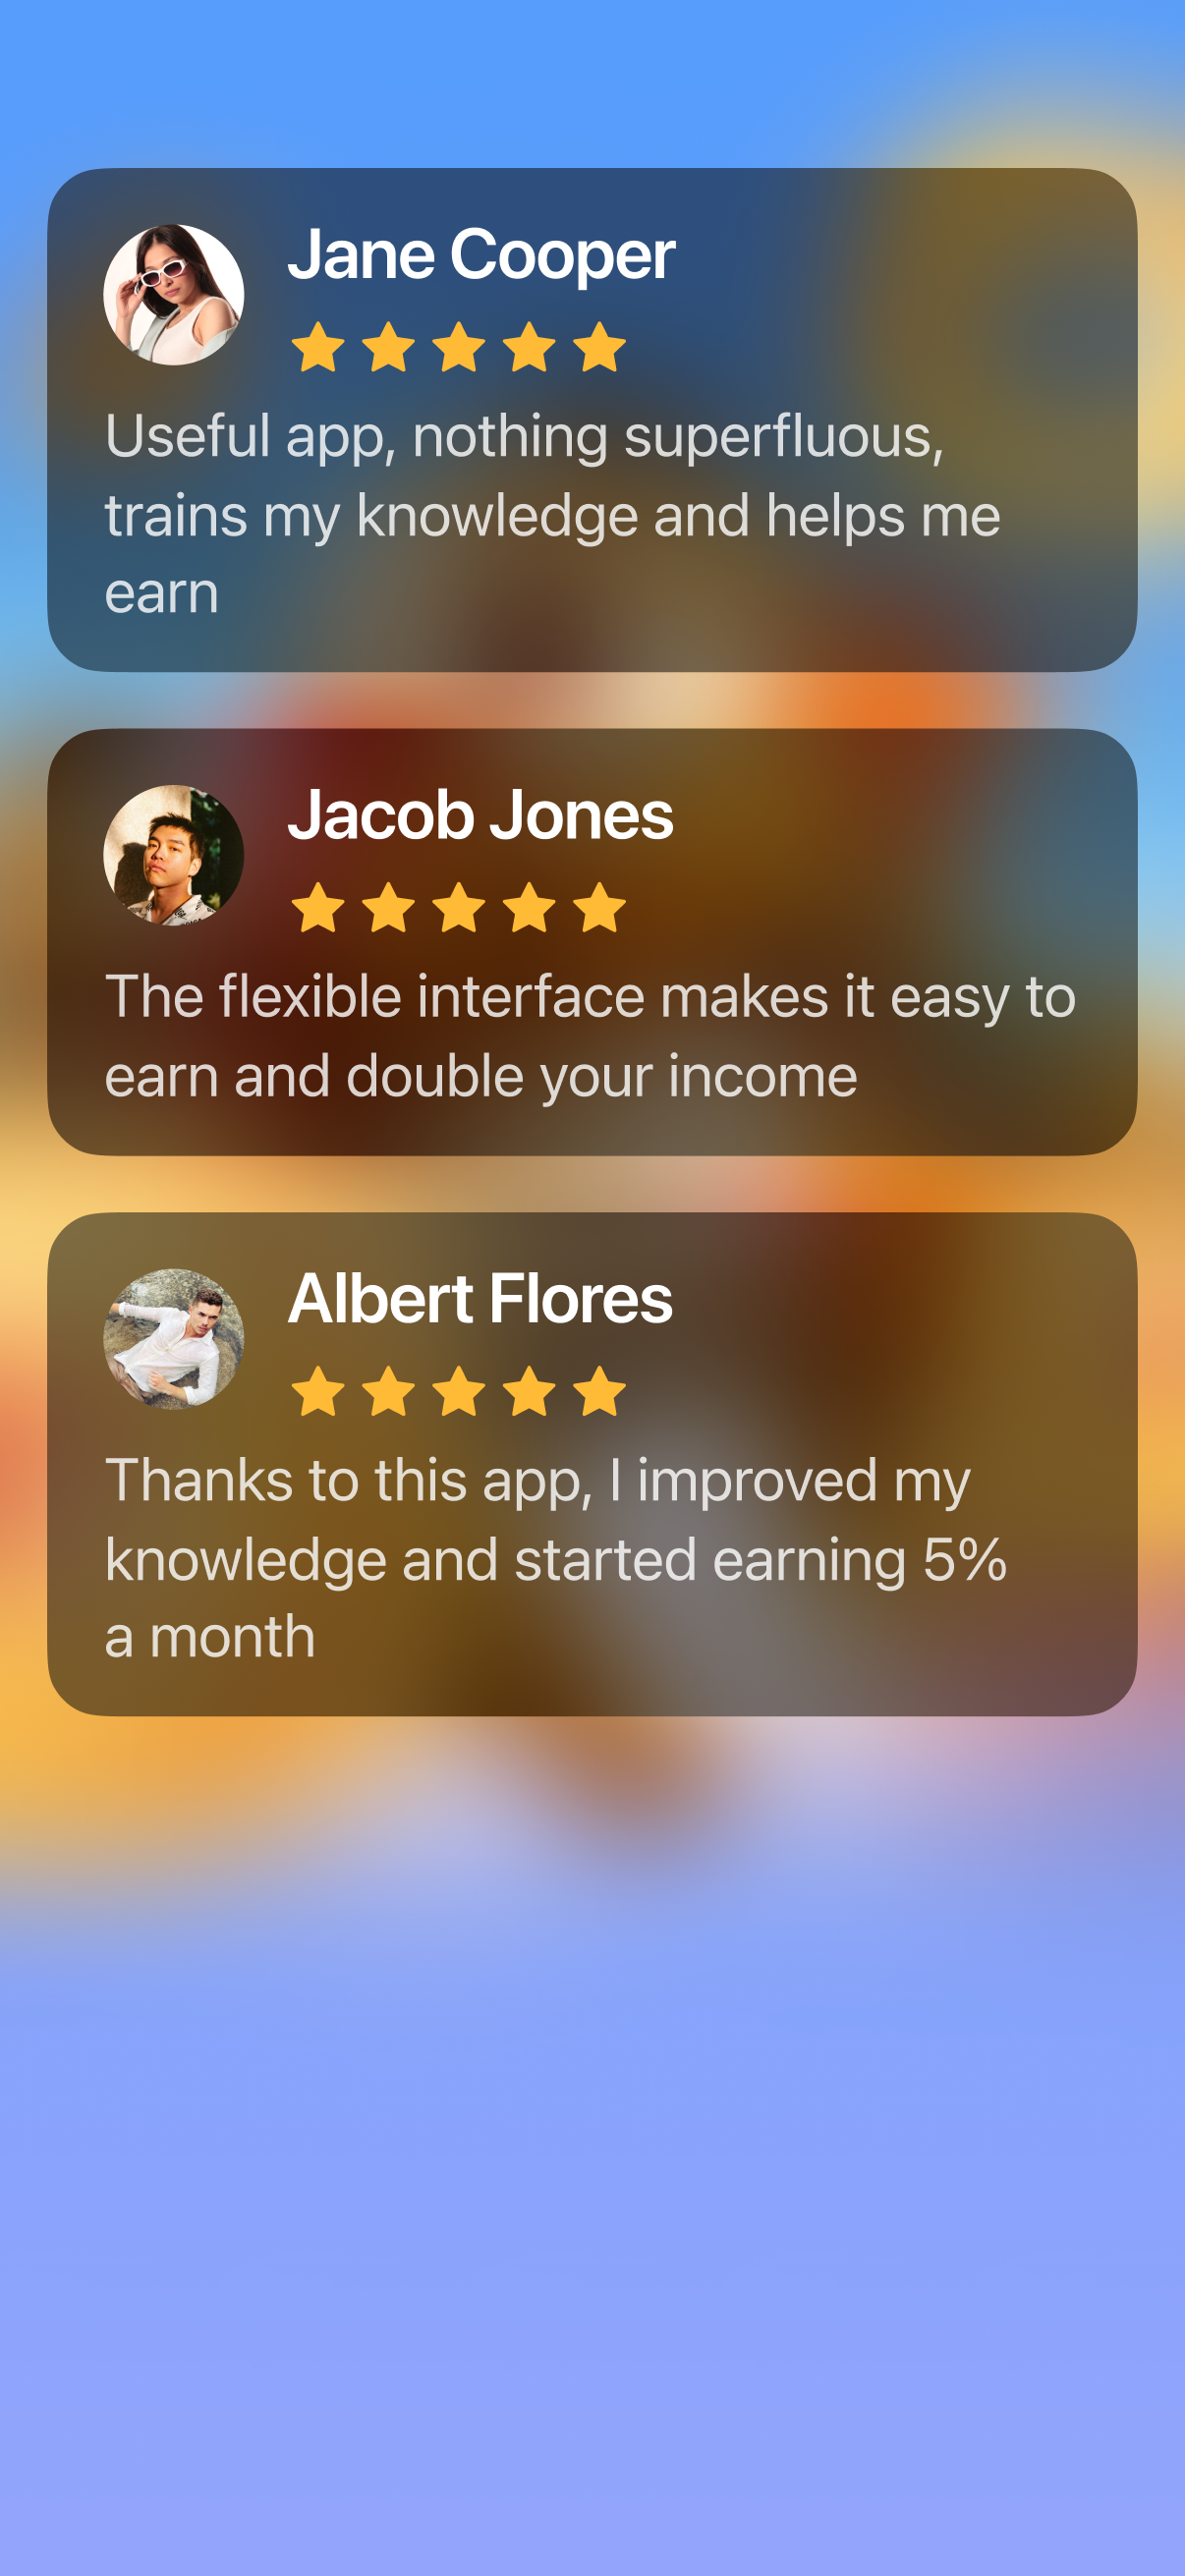 Jane Cooper
Useful app, nothing superfluous,
trains my knowledge and helps me
earn
Jacob Jones
The flexible interface makes it easy to
earn and double your income
Albert Flores
Thanks to this app, I improved my
knowledge and started earning 5%
a month